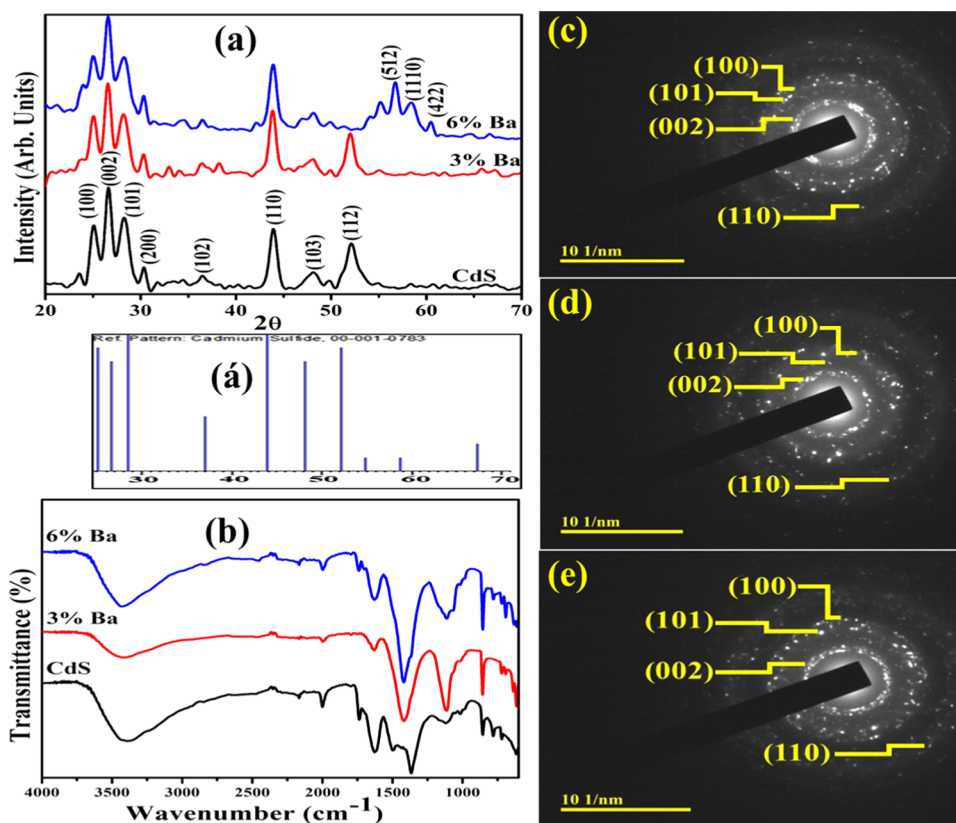 (a)
Intensity (Arb. Units)
(512)
(1110)
(422)
6% Ba
3% Ba
(100)
(002)
(101)
(200)
(102)
(110)
(103)
(112)
CdS
20 30 40 50 60 70
2θ
Ref. Pattern: Cadmium Sulfide, 00-001-0783
(á)
30 40 50 60 70
(b)
Transmittance (%)
6% Ba
3% Ba
CdS
4000 3500 3000 2500 2000 1500 1000
Wavenumber (cm⁻¹)
(c)
(100)
(101)
(002)
(110)
10 1/nm
(d)
(100)
(101)
(002)
(110)
10 1/nm
(e)
(100)
(101)
(002)
(110)
10 1/nm